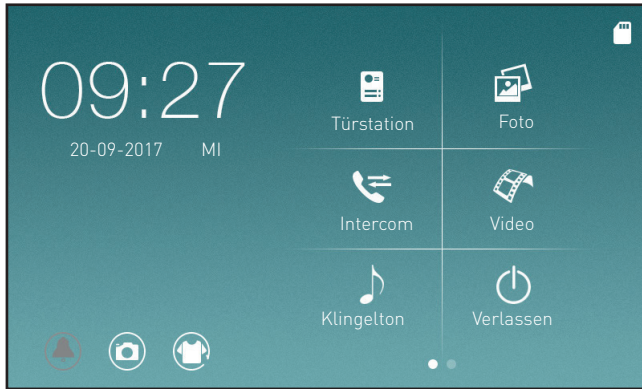 09:27
20-09-2017 MI
Türstation
Foto
Intercom
Video
Klingelton
Verlassen